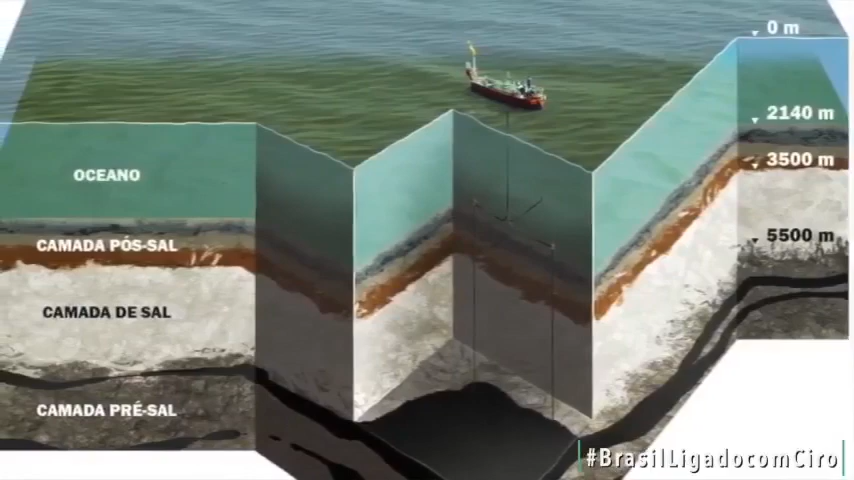 0 m
2140 m
3500 m
5500 m
OCEANO
CAMADA PÓS-SAL
CAMADA DE SAL
CAMADA PRÉ-SAL
#BrasilLigadocomCiro